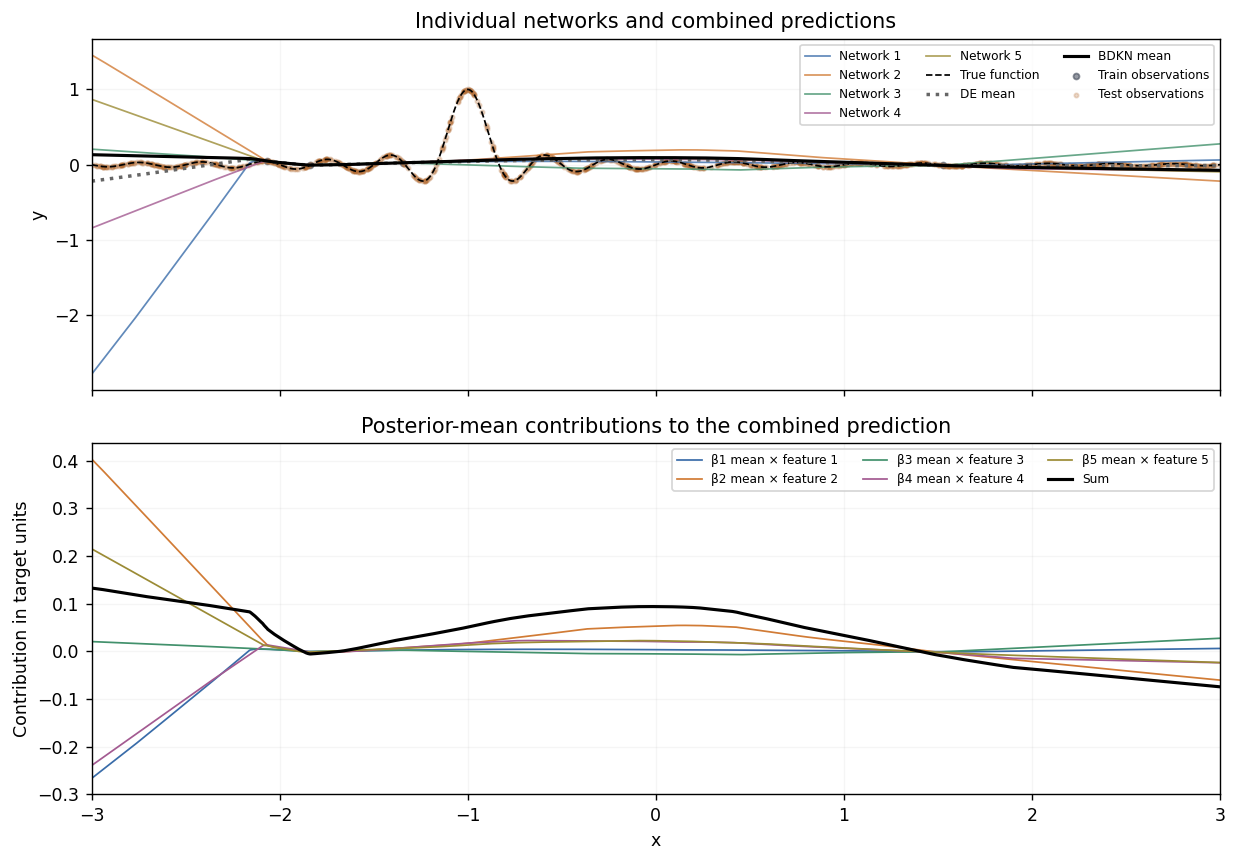 Individual networks and combined predictions
Network 1
Network 2
Network 3
Network 4
Network 5
True function
DE mean
BDKN mean
Train observations
Test observations
1
0
−1
−2
y
Posterior-mean contributions to the combined prediction
β1 mean × feature 1
β2 mean × feature 2
β3 mean × feature 3
β4 mean × feature 4
β5 mean × feature 5
Sum
0.4
0.3
0.2
0.1
0.0
−0.1
−0.2
−0.3
Contribution in target units
−3
−2
−1
0
1
2
3
x